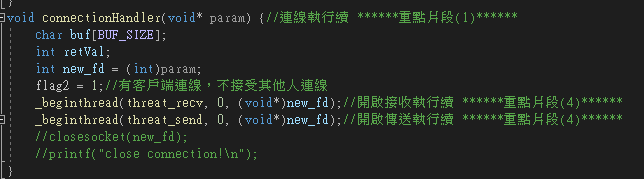 }
void connectionHandler(void* param) {//連線執行續 ******重點片段(1)******
char buf[BUF_SIZE];
int retVal;
int new_fd = (int)param;
flag2 = 1;//有客戶端連線，不接受其他人連線
_beginthread(threat_recv, 0, (void*)new_fd);//開啟接收執行續 ******重點片段(4)******
_beginthread(threat_send, 0, (void*)new_fd);//開啟傳送執行續 ******重點片段(4)******
//closesocket(new_fd);
//printf("close connection!\n");
}